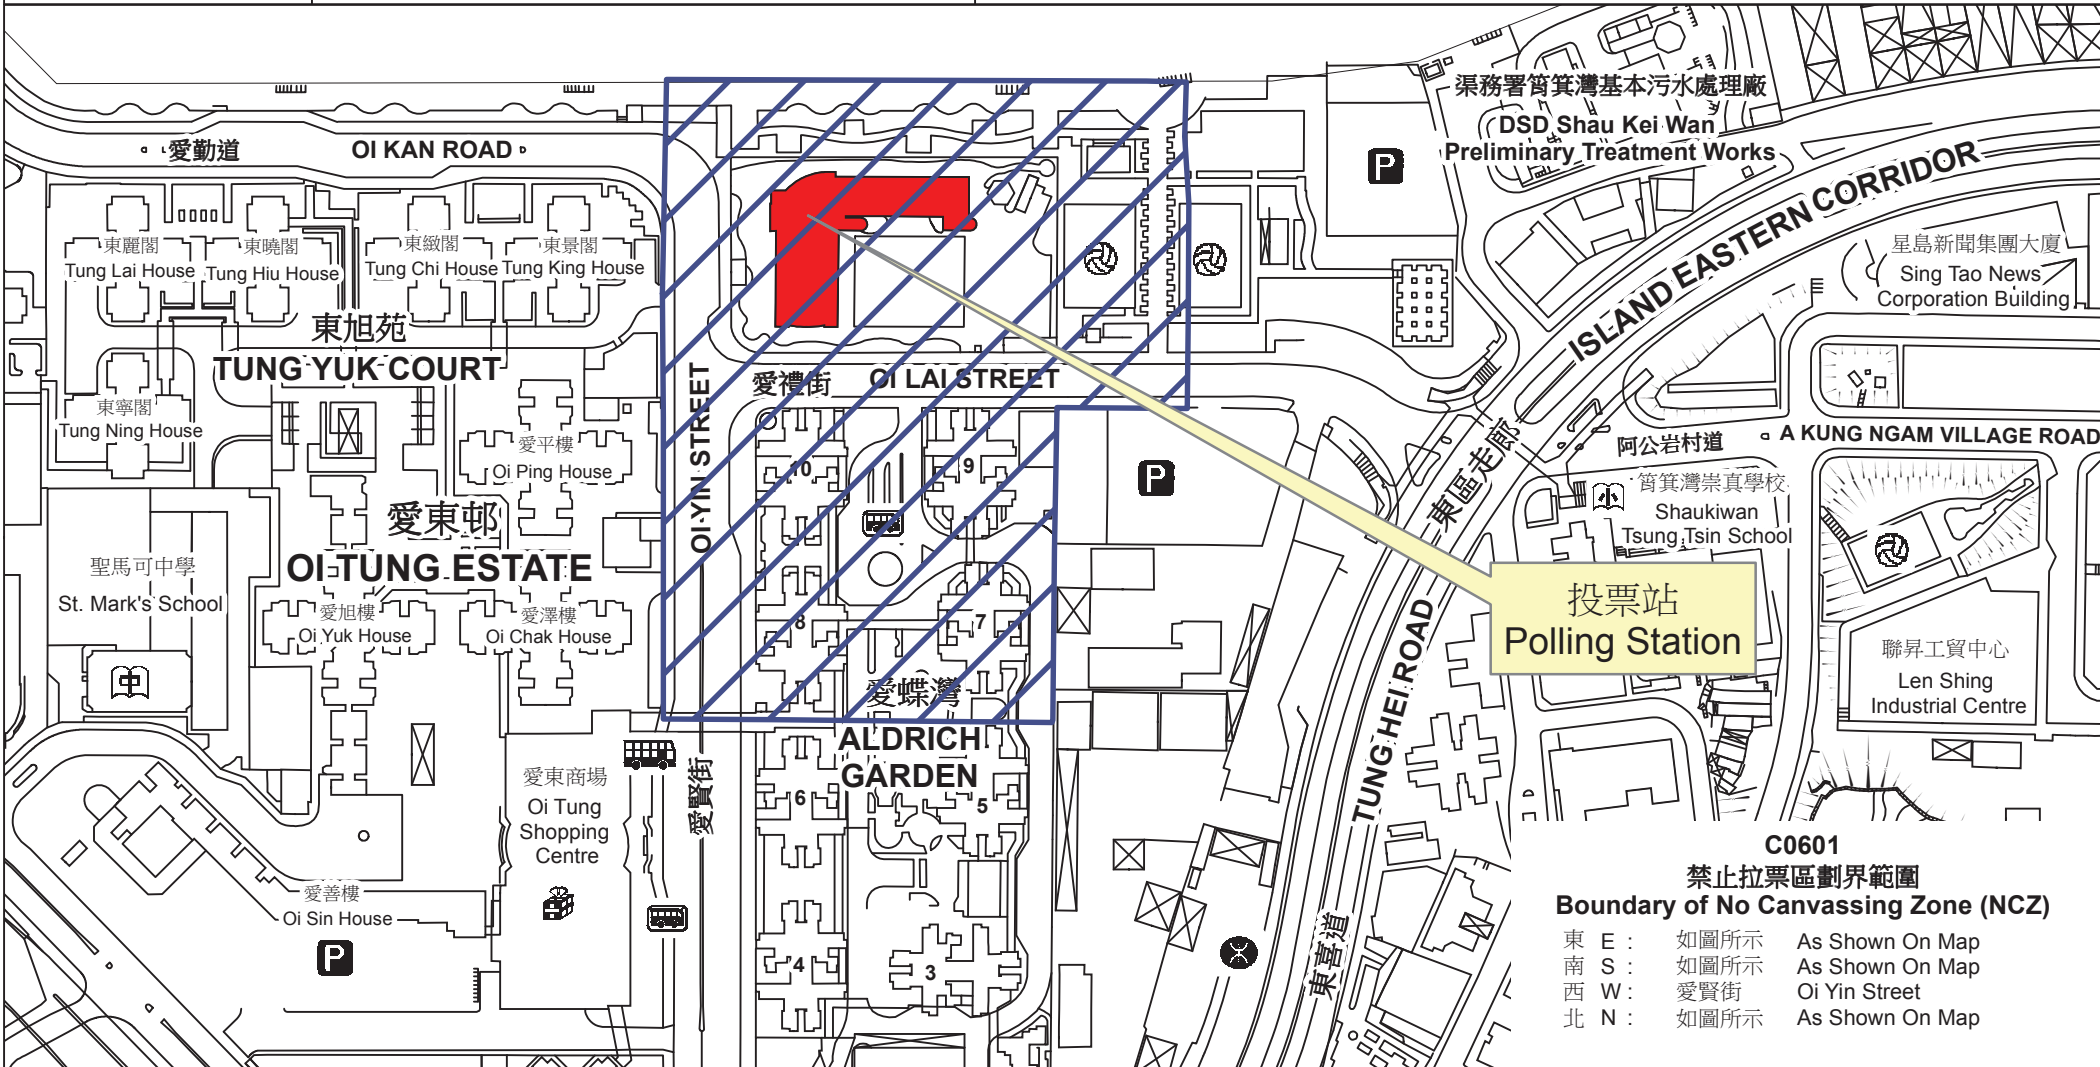 渠務署筲箕灣基本污水處理廠
DSD Shau Kei Wan
Preliminary Treatment Works
愛勤道
OI KAN ROAD
ISLAND EASTERN CORRIDOR
東區走廊
星島新聞集團大廈
Sing Tao News
Corporation Building
東麗閣
Tung Lai House
東曉閣
Tung Hiu House
東緻閣
Tung Chi House
東景閣
Tung King House
東旭苑
TUNG YUK COURT
東寧閣
Tung Ning House
愛禮街
OI LAI STREET
OI YIN STREET
愛賢街
愛平樓
Oi Ping House
愛東邨
OI TUNG ESTATE
聖馬可中學
St. Mark's School
中
愛旭樓
Oi Yuk House
愛澤樓
Oi Chak House
10
9
8
7
愛蝶灣
ALDRICH
GARDEN
6
5
4
3
愛東商場
Oi Tung
Shopping
Centre
愛善樓
Oi Sin House
P
P
P
阿公岩村道
A KUNG NGAM VILLAGE ROAD
小
筲箕灣崇真學校
Shaukiwan
Tsung Tsin School
投票站
Polling Station
TUNG HEI ROAD
東喜道
聯昇工貿中心
Len Shing
Industrial Centre
C0601
禁止拉票區劃界範圍
Boundary of No Canvassing Zone (NCZ)
東 E : 如圖所示 As Shown On Map
南 S : 如圖所示 As Shown On Map
西 W : 愛賢街 Oi Yin Street
北 N : 如圖所示 As Shown On Map